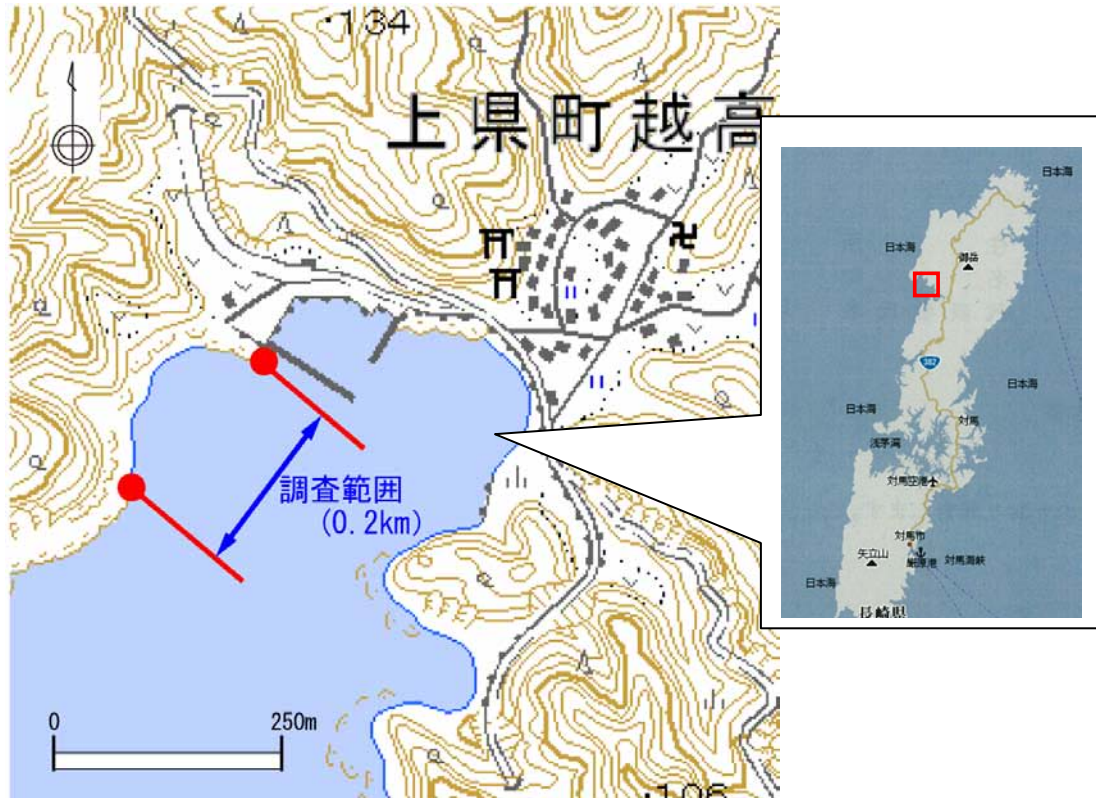 ·134
上県町越高
調査範囲
(0.2km)
0
250m
·106
日本海
日本海
御岳
382
日本海
日本海
対馬
浅茅湾
対馬空港
対馬市
矢立山
厳原港
対馬海峡
日本海
長崎県